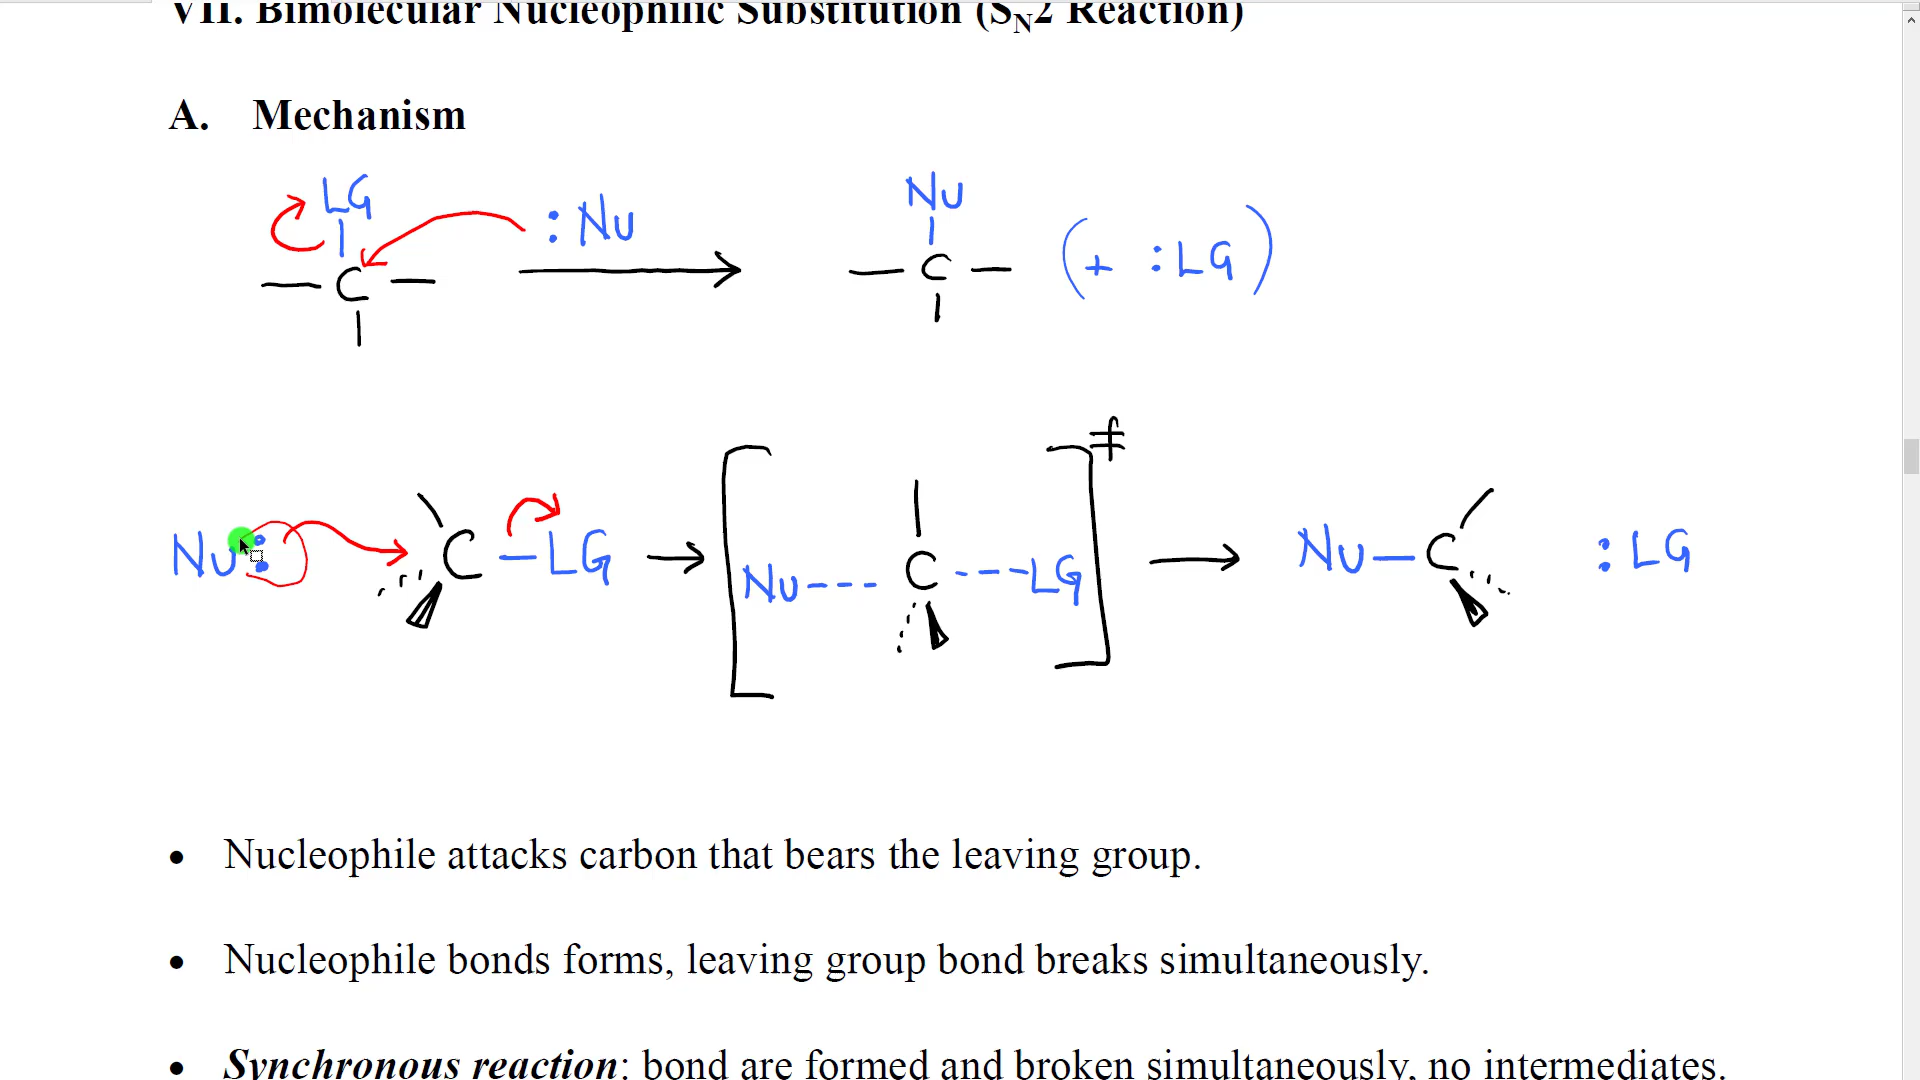 VII. Bimolecular Nucleophilic Substitution (SN2 Reaction)
A. Mechanism
LG :Nu Nu
C C (+ :LG)
Nu: C-LG [Nu---C---LG]‡ Nu-C :LG
• Nucleophile attacks carbon that bears the leaving group.
• Nucleophile bonds forms, leaving group bond breaks simultaneously.
• Synchronous reaction: bond are formed and broken simultaneously, no intermediates.